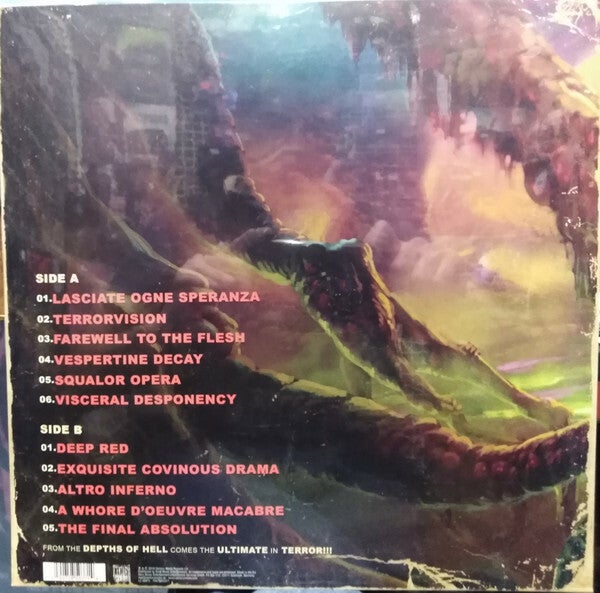 SIDE A
01.LASCIATE OGNE SPERANZA
02.TERRORVISION
03.FAREWELL TO THE FLESH
04.VESPERTINE DECAY
05.SQUALOR OPERA
06.VISCERAL DESPONENCY
SIDE B
01.DEEP RED
02.EXQUISITE COVINOUS DRAMA
03.ALTRO INFERNO
04.A WHORE D'OEUVRE MACABRE
05.THE FINAL ABSOLUTION
FROM THE DEPTHS OF HELL COMES THE ULTIMATE IN TERROR!!!